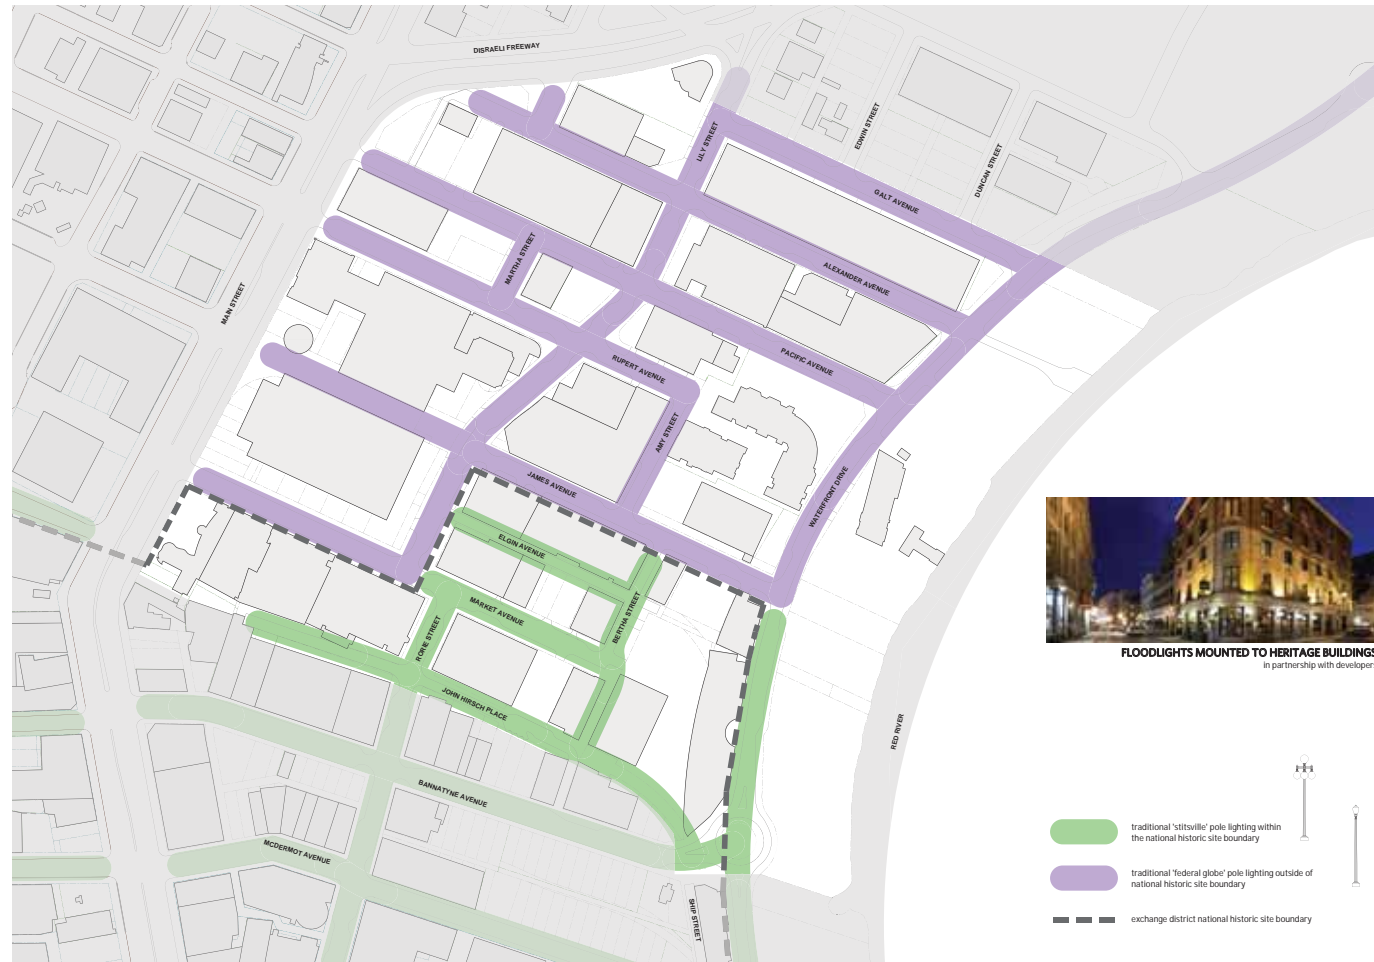 DISRAELI FREEWAY
LILY STREET
EDWIN STREET
DUNCAN STREET
GALT AVENUE
MARTHA STREET
ALEXANDER AVENUE
MAIN STREET
PACIFIC AVENUE
RUPERT AVENUE
AMY STREET
JAMES AVENUE
WATERFRONT DRIVE
ELGIN AVENUE
MARKET AVENUE
BERTHA STREET
RORIE STREET
JOHN HIRSCH PLACE
RED RIVER
BANNATYNE AVENUE
MCDERMOT AVENUE
SHIP STREET
FLOODLIGHTS MOUNTED TO HERITAGE BUILDINGS
in partnership with developers
traditional 'stitsville' pole lighting within
the national historic site boundary
traditional 'federal globe' pole lighting outside of
national historic site boundary
exchange district national historic site boundary